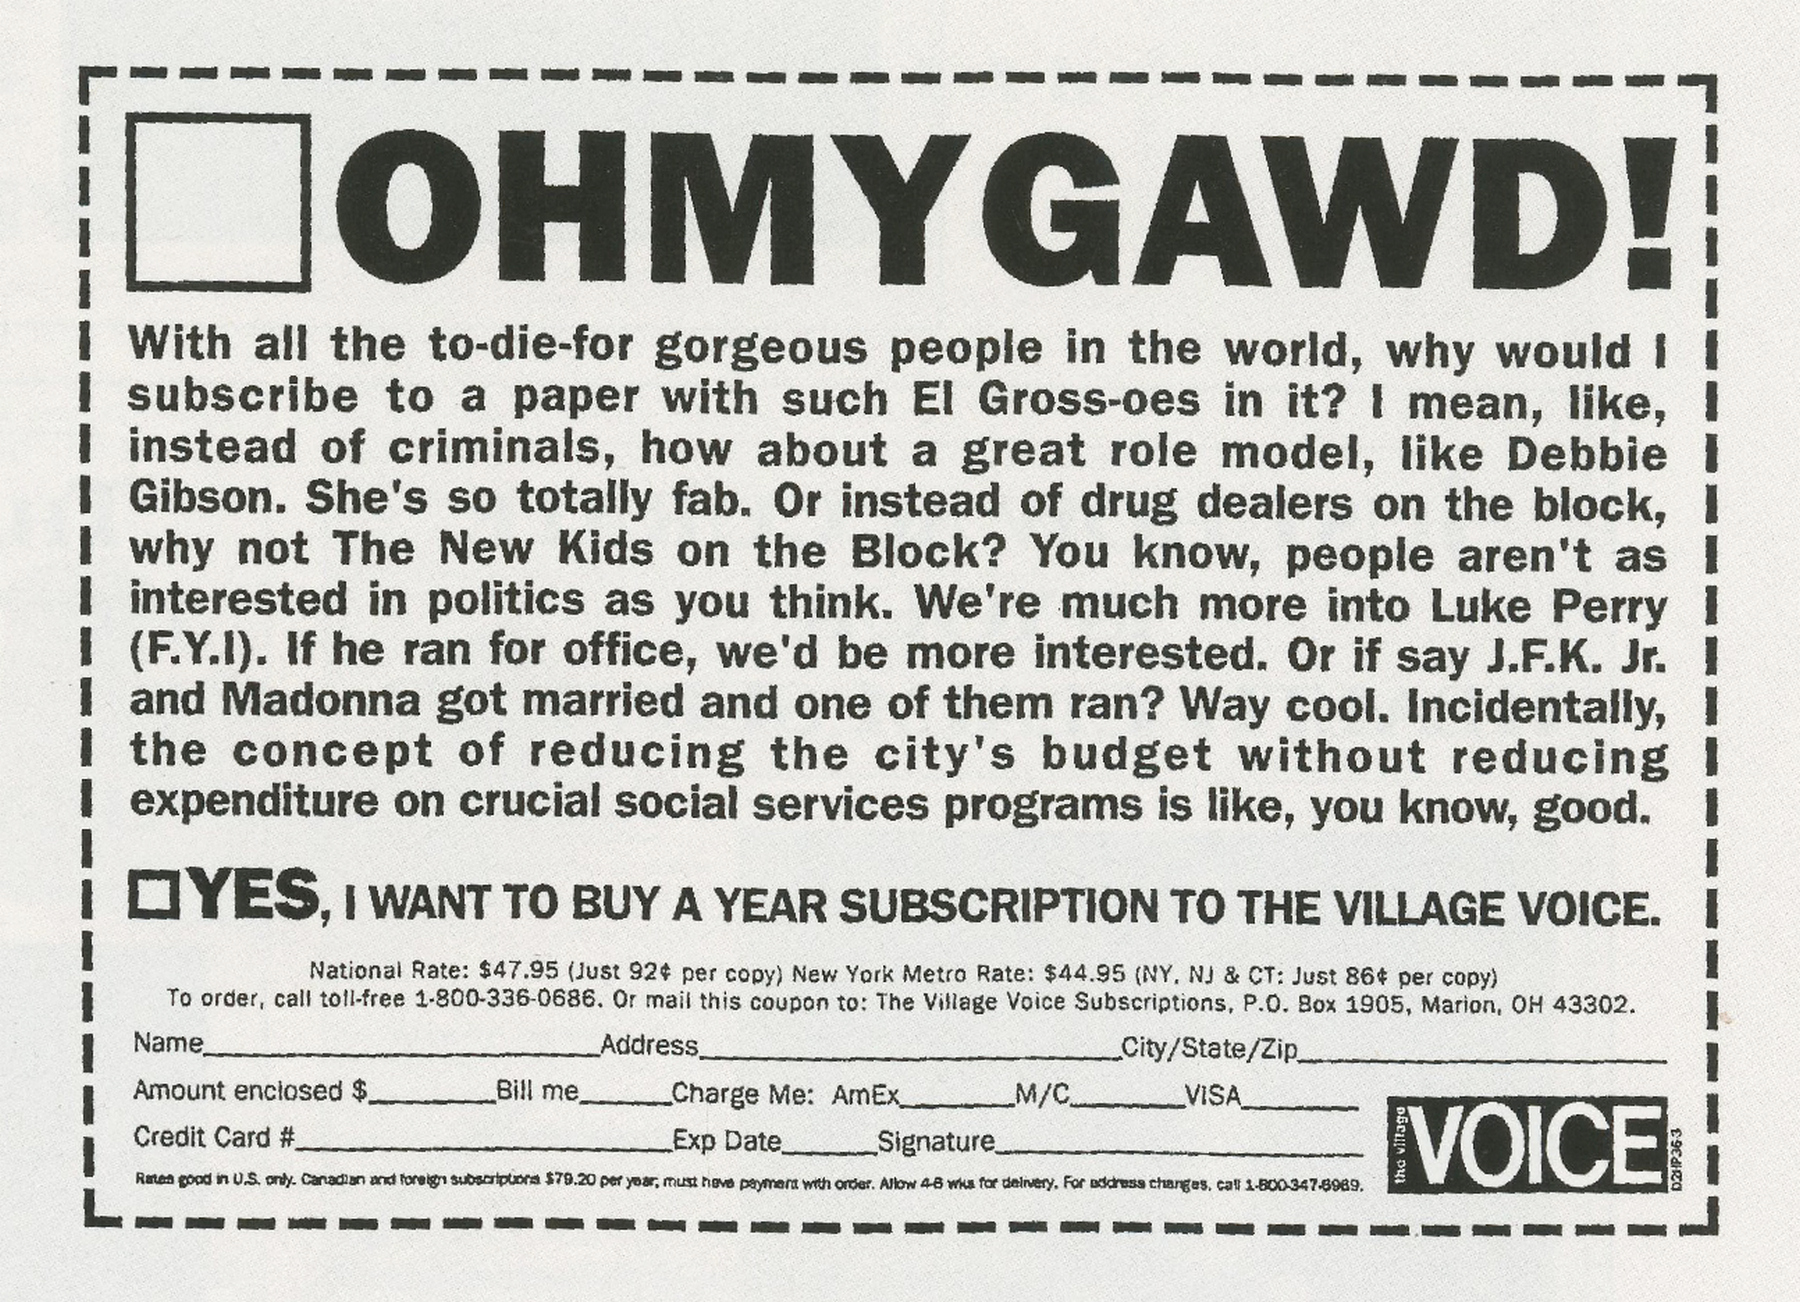 OHMYGAWD!
With all the to-die-for gorgeous people in the world, why would I
subscribe to a paper with such El Gross-oes in it? I mean, like,
instead of criminals, how about a great role model, like Debbie
Gibson. She's so totally fab. Or instead of drug dealers on the block,
why not The New Kids on the Block? You know, people aren't as
interested in politics as you think. We're much more into Luke Perry
(F.Y.I). If he ran for office, we'd be more interested. Or if say J.F.K. Jr.
and Madonna got married and one of them ran? Way cool. Incidentally,
the concept of reducing the city's budget without reducing
expenditure on crucial social services programs is like, you know, good.
YES, I WANT TO BUY A YEAR SUBSCRIPTION TO THE VILLAGE VOICE.
National Rate: $47.95 (Just 92¢ per copy) New York Metro Rate: $44.95 (NY, NJ & CT: Just 86¢ per copy)
To order, call toll-free 1-800-336-0686. Or mail this coupon to: The Village Voice Subscriptions, P.O. Box 1905, Marion, OH 43302.
Name Address City/State/Zip
Amount enclosed $ Bill me Charge Me: AmEx M/C VISA
Credit Card # Exp Date Signature
Rates good in U.S. only. Canadian and foreign subscriptions $79.20 per year, must have payment with order. Allow 4-6 wks for delivery. For address changes, call 1-800-347-6969.
the village VOICE